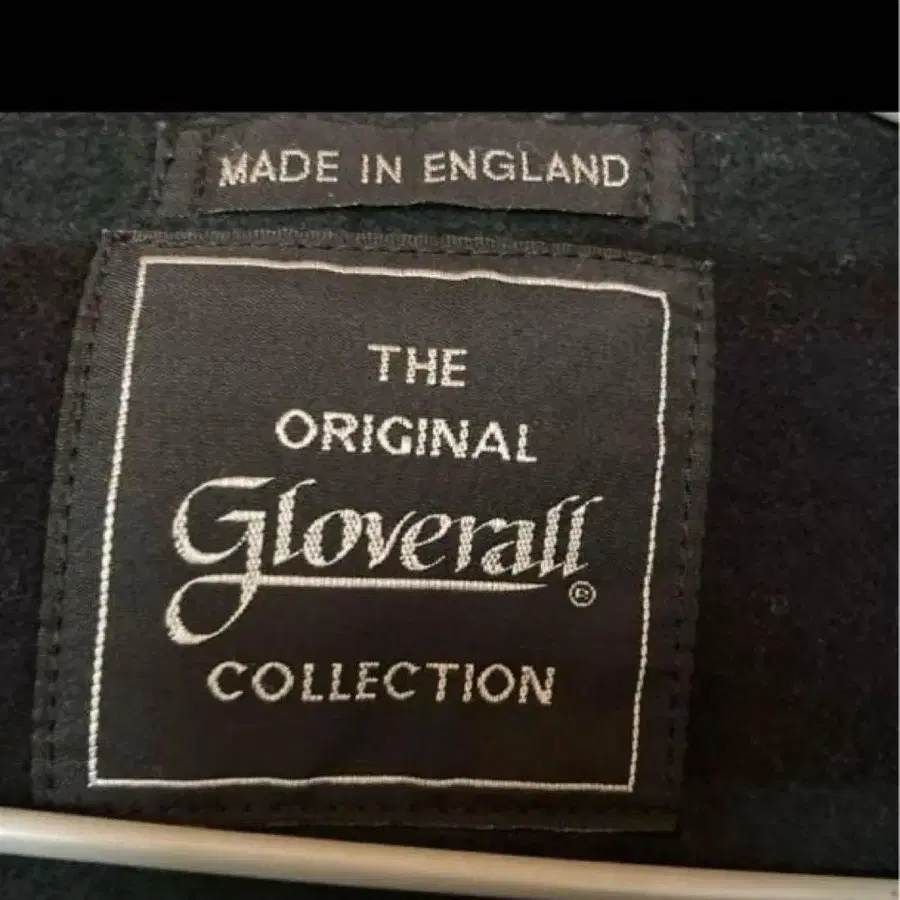 MADE IN ENGLAND
THE
ORIGINAL
Gloverall®
COLLECTION